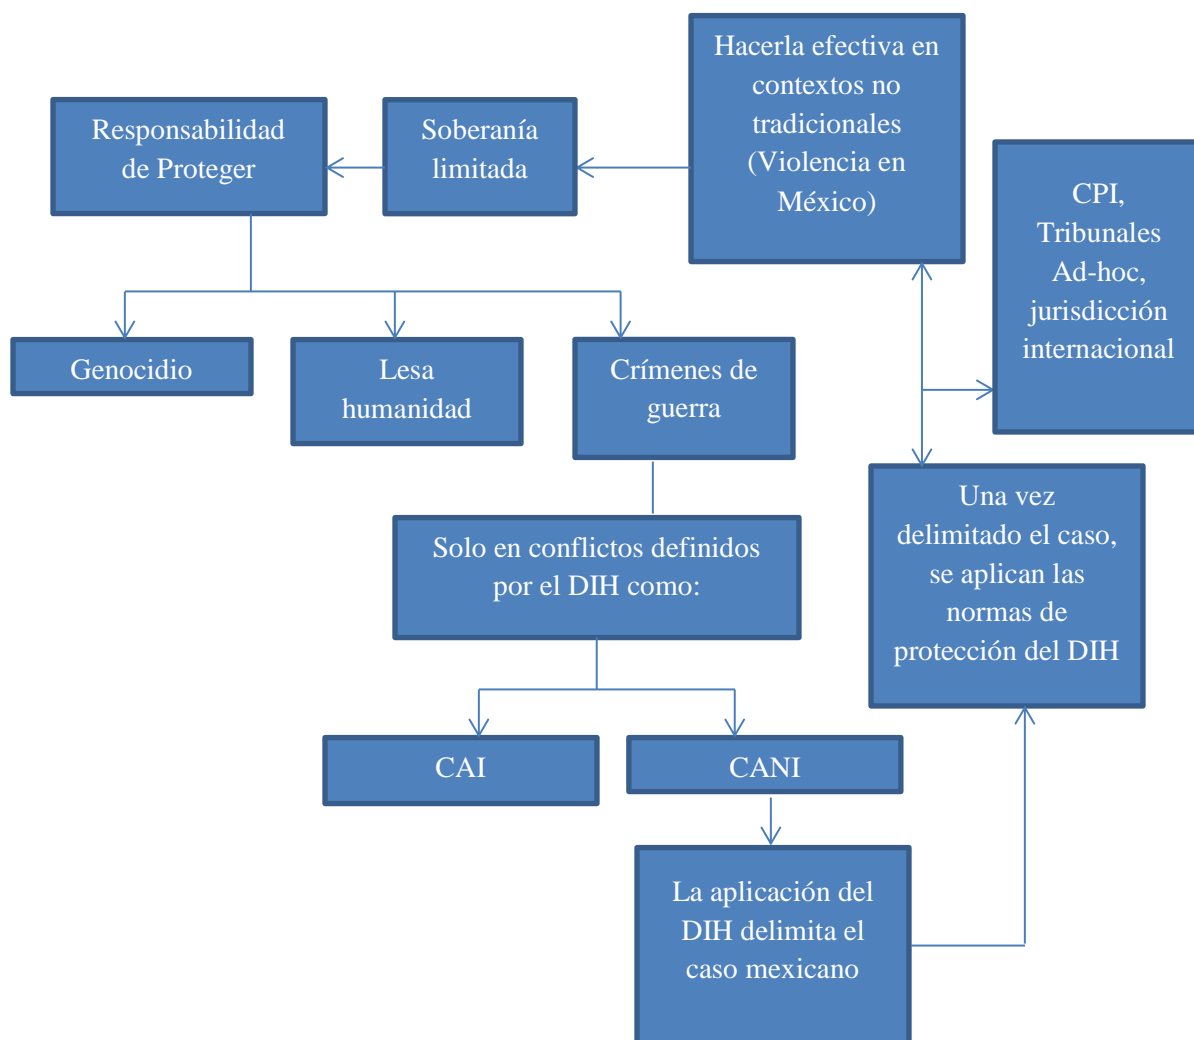 Hacerla efectiva en
contextos no
tradicionales
(Violencia en
México)
Responsabilidad
de Proteger
Soberanía
limitada
CPI,
Tribunales
Ad-hoc,
jurisdicción
internacional
Genocidio
Lesa
humanidad
Crímenes de
guerra
Una vez
delimitado el caso,
se aplican las
normas de
protección del DIH
Solo en conflictos definidos
por el DIH como:
CAI
CANI
La aplicación del
DIH delimita el
caso mexicano